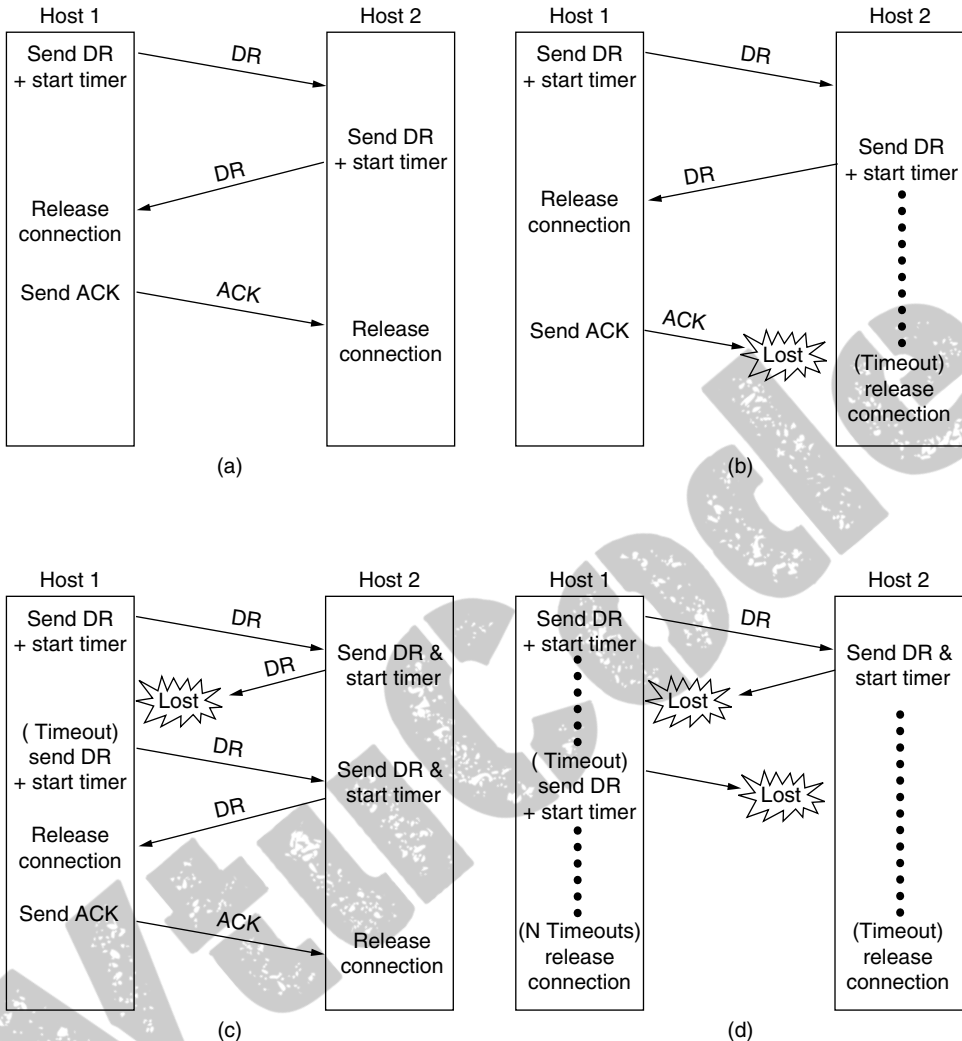 Host 1
Host 2
Send DR
+ start timer
DR
Send DR
+ start timer
DR
Release
connection
Send ACK
ACK
Release
connection
(a)
Host 1
Host 2
Send DR
+ start timer
DR
Send DR
+ start timer
DR
Release
connection
Send ACK
ACK
Lost
(Timeout)
release
connection
(b)
Host 1
Host 2
Send DR
+ start timer
DR
Send DR &
start timer
DR
Lost
( Timeout)
send DR
+ start timer
DR
Send DR &
start timer
DR
Release
connection
Send ACK
ACK
Release
connection
(c)
Host 1
Host 2
Send DR
+ start timer
DR
Send DR &
start timer
Lost
( Timeout)
send DR
+ start timer
Lost
(N Timeouts)
release
connection
(Timeout)
release
connection
(d)
VtuCode